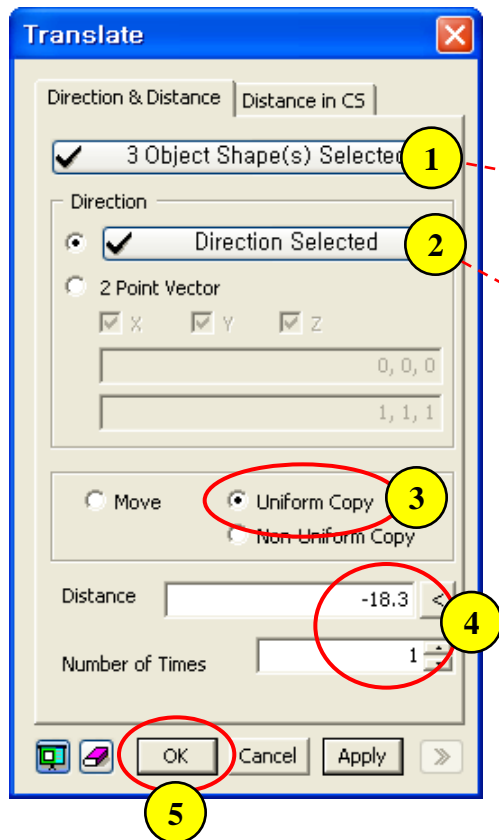 Translate
Direction & Distance Distance in CS
3 Object Shape(s) Selected 1
Direction
Direction Selected 2
2 Point Vector
X Y Z
0, 0, 0
1, 1, 1
Move Uniform Copy 3
Non-Uniform Copy
Distance -18.3 < 4
Number of Times 1
OK Cancel Apply >>
5